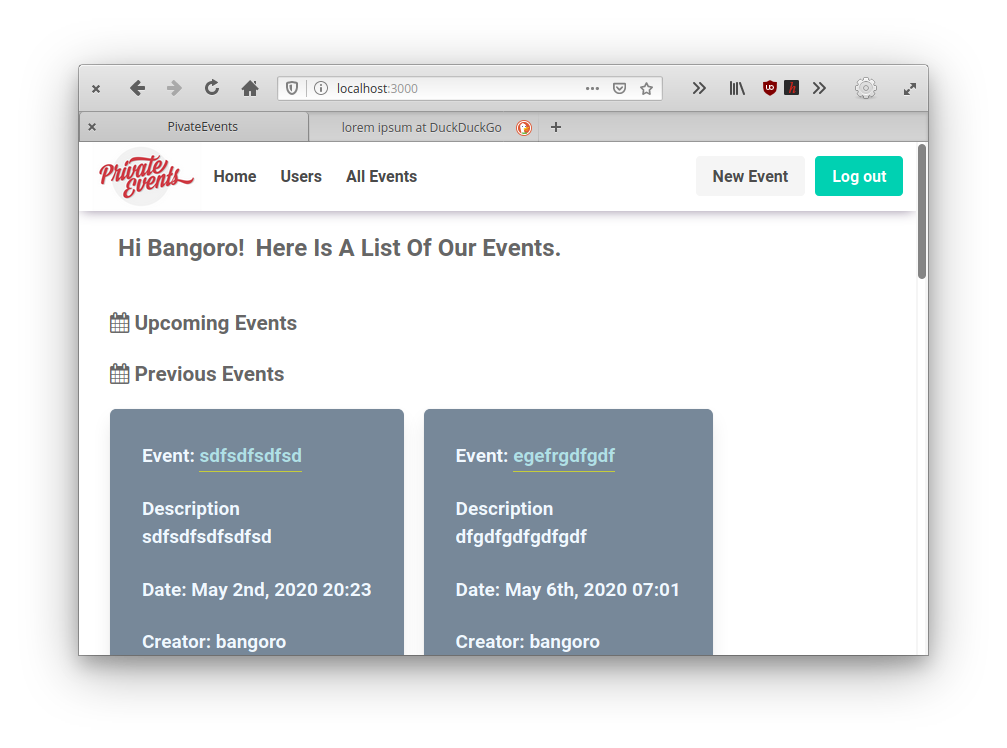 localhost:3000
PivateEvents
lorem ipsum at DuckDuckGo
Private Events
Home Users All Events
New Event Log out
Hi Bangoro! Here Is A List Of Our Events.
Upcoming Events
Previous Events
Event: sdfsdfsdfsd
Description
sdfsdfsdfsdfsd
Date: May 2nd, 2020 20:23
Creator: bangoro
Event: egefrgdfgdf
Description
dfgdfgdfgdfgdf
Date: May 6th, 2020 07:01
Creator: bangoro